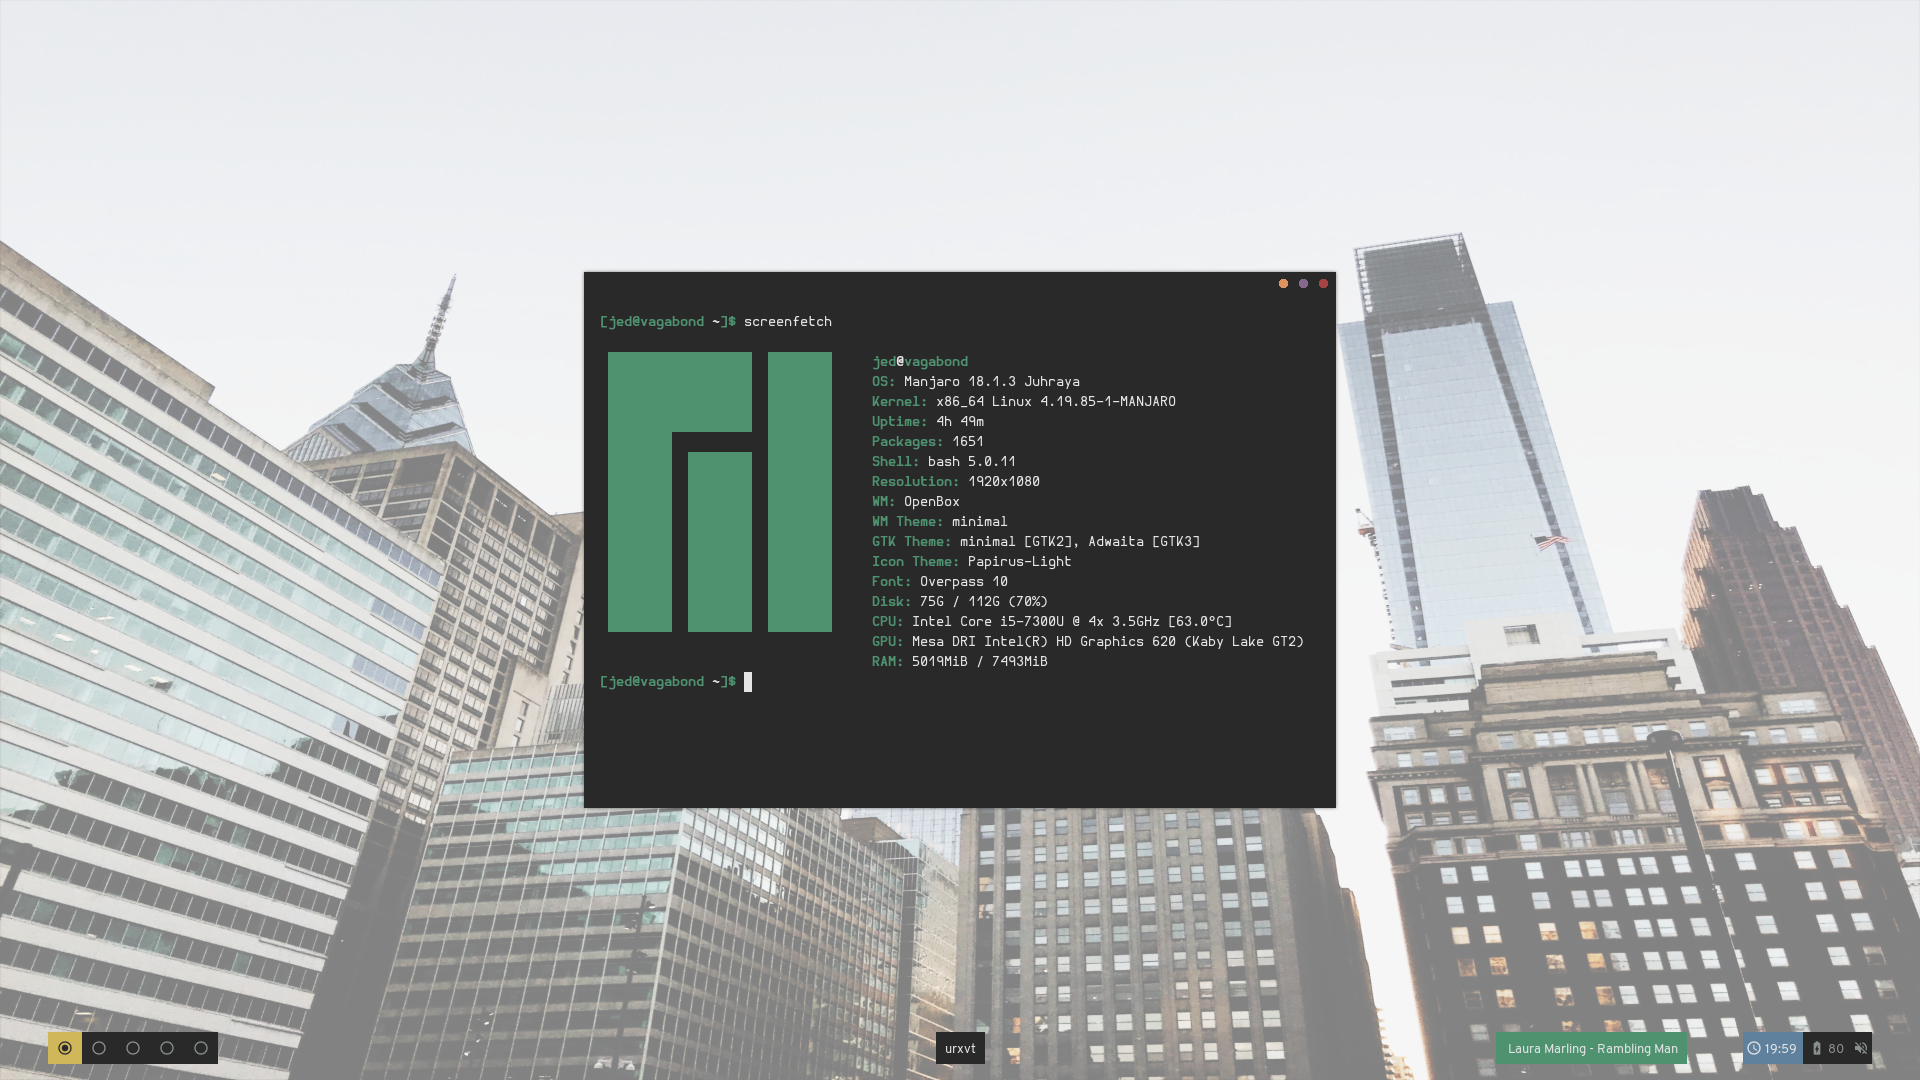 [jed@vagabond ~]$ screenfetch
jed@vagabond
OS: Manjaro 18.1.3 Juhraya
Kernel: x86_64 Linux 4.19.85-1-MANJARO
Uptime: 4h 49m
Packages: 1651
Shell: bash 5.0.11
Resolution: 1920x1080
WM: OpenBox
WM Theme: minimal
GTK Theme: minimal [GTK2], Adwaita [GTK3]
Icon Theme: Papirus-Light
Font: Overpass 10
Disk: 75G / 112G (70%)
CPU: Intel Core i5-7300U @ 4x 3.5GHz [63.0°C]
GPU: Mesa DRI Intel(R) HD Graphics 620 (Kaby Lake GT2)
RAM: 5019MiB / 7493MiB
[jed@vagabond ~]$
urxvt
Laura Marling - Rambling Man
19:59
80